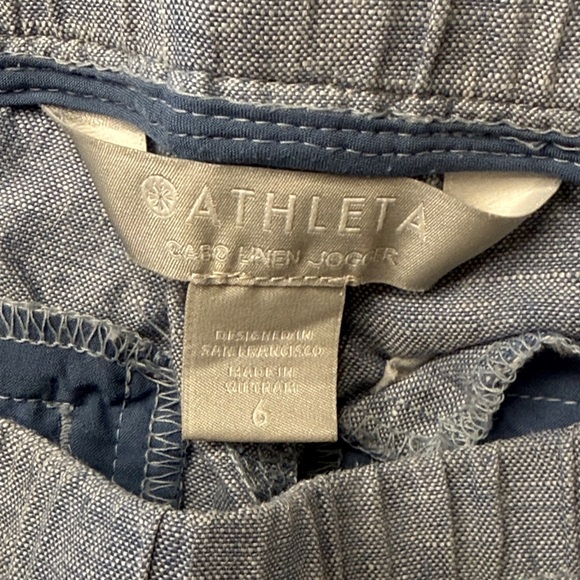 ATHLETA
CABO LINEN JOGGER
DESIGNED IN
SAN FRANCISCO
MADE IN
VIETNAM
6